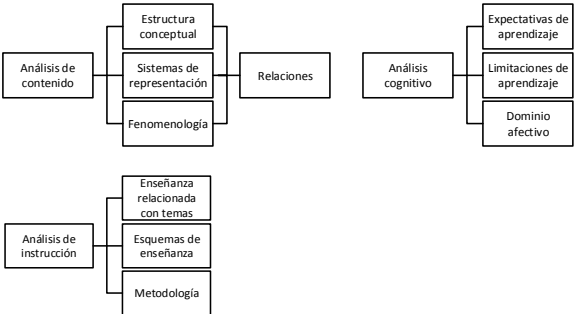 Análisis de
contenido
Estructura
conceptual
Sistemas de
representación
Fenomenología
Relaciones
Análisis
cognitivo
Expectativas de
aprendizaje
Limitaciones de
aprendizaje
Dominio
afectivo
Análisis de
instrucción
Enseñanza
relacionada
con temas
Esquemas de
enseñanza
Metodología